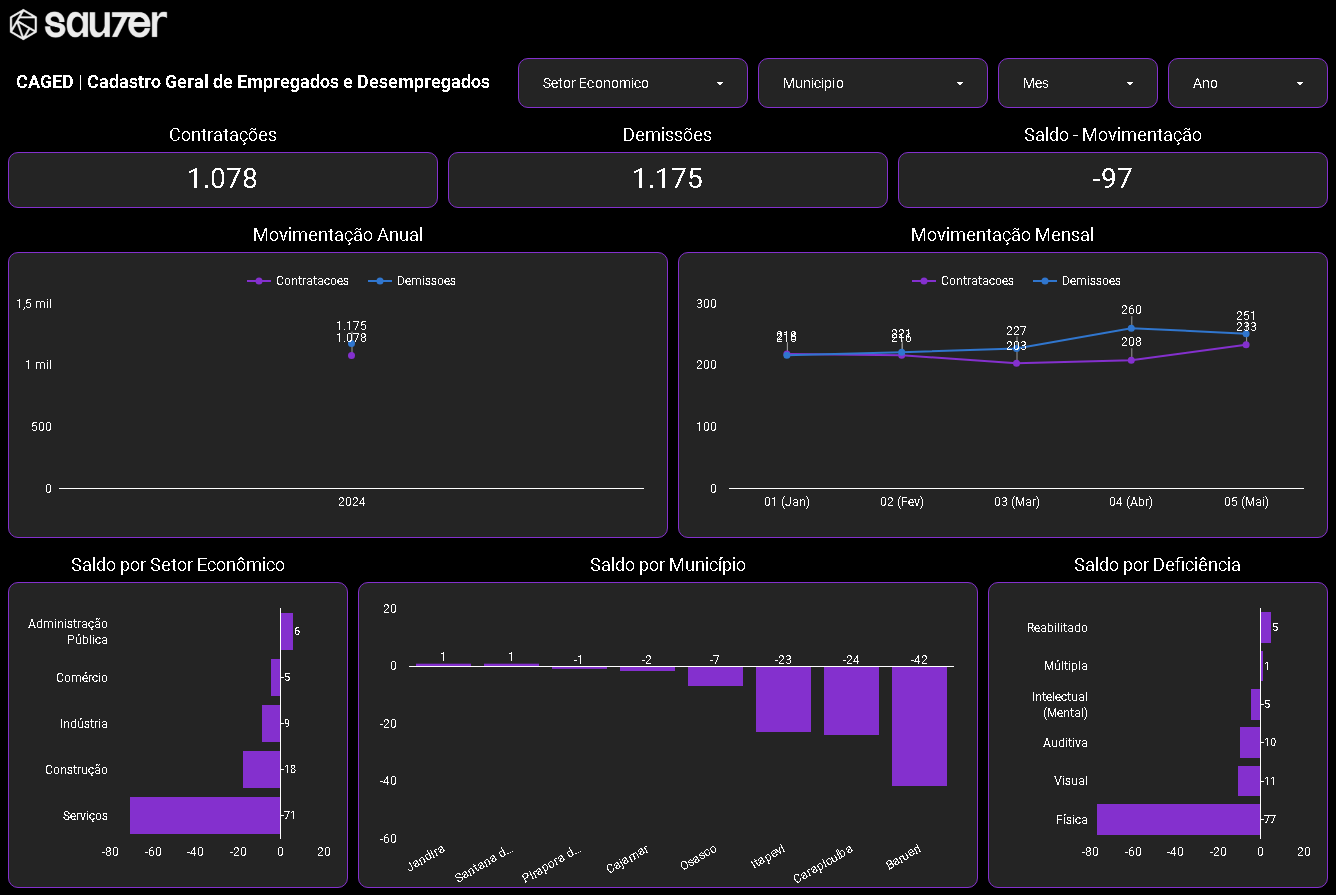 sau7er
CAGED | Cadastro Geral de Empregados e Desempregados
Setor Economico
Municipio
Mes
Ano
Contratações
Demissões
Saldo - Movimentação
1.078
1.175
-97
Movimentação Anual
Contratacoes
Demissoes
1,5 mil
1 mil
500
0
1.175
1.078
2024
Movimentação Mensal
Contratacoes
Demissoes
300
200
100
0
221
227
203
260
208
251
233
01 (Jan)
02 (Fev)
03 (Mar)
04 (Abr)
05 (Mai)
Saldo por Setor Econômico
Administração
Pública
6
Comércio
-5
Indústria
-9
Construção
-18
Serviços
-71
-80 -60 -40 -20 0 20
Saldo por Município
20
0
-20
-40
-60
1
1
-1
-2
-7
-23
-24
-42
Jandira
Santana d...
Pirapora d...
Cajamar
Osasco
Itapevi
Carapicuíba
Barueri
Saldo por Deficiência
Reabilitado
5
Múltipla
1
Intelectual
(Mental)
-5
Auditiva
-10
Visual
-11
Física
-77
-80 -60 -40 -20 0 20